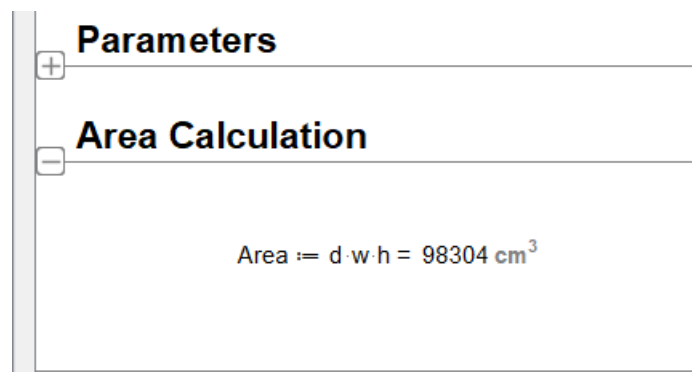 Parameters
Area Calculation
Area ≔ d·w·h = 98304 cm³